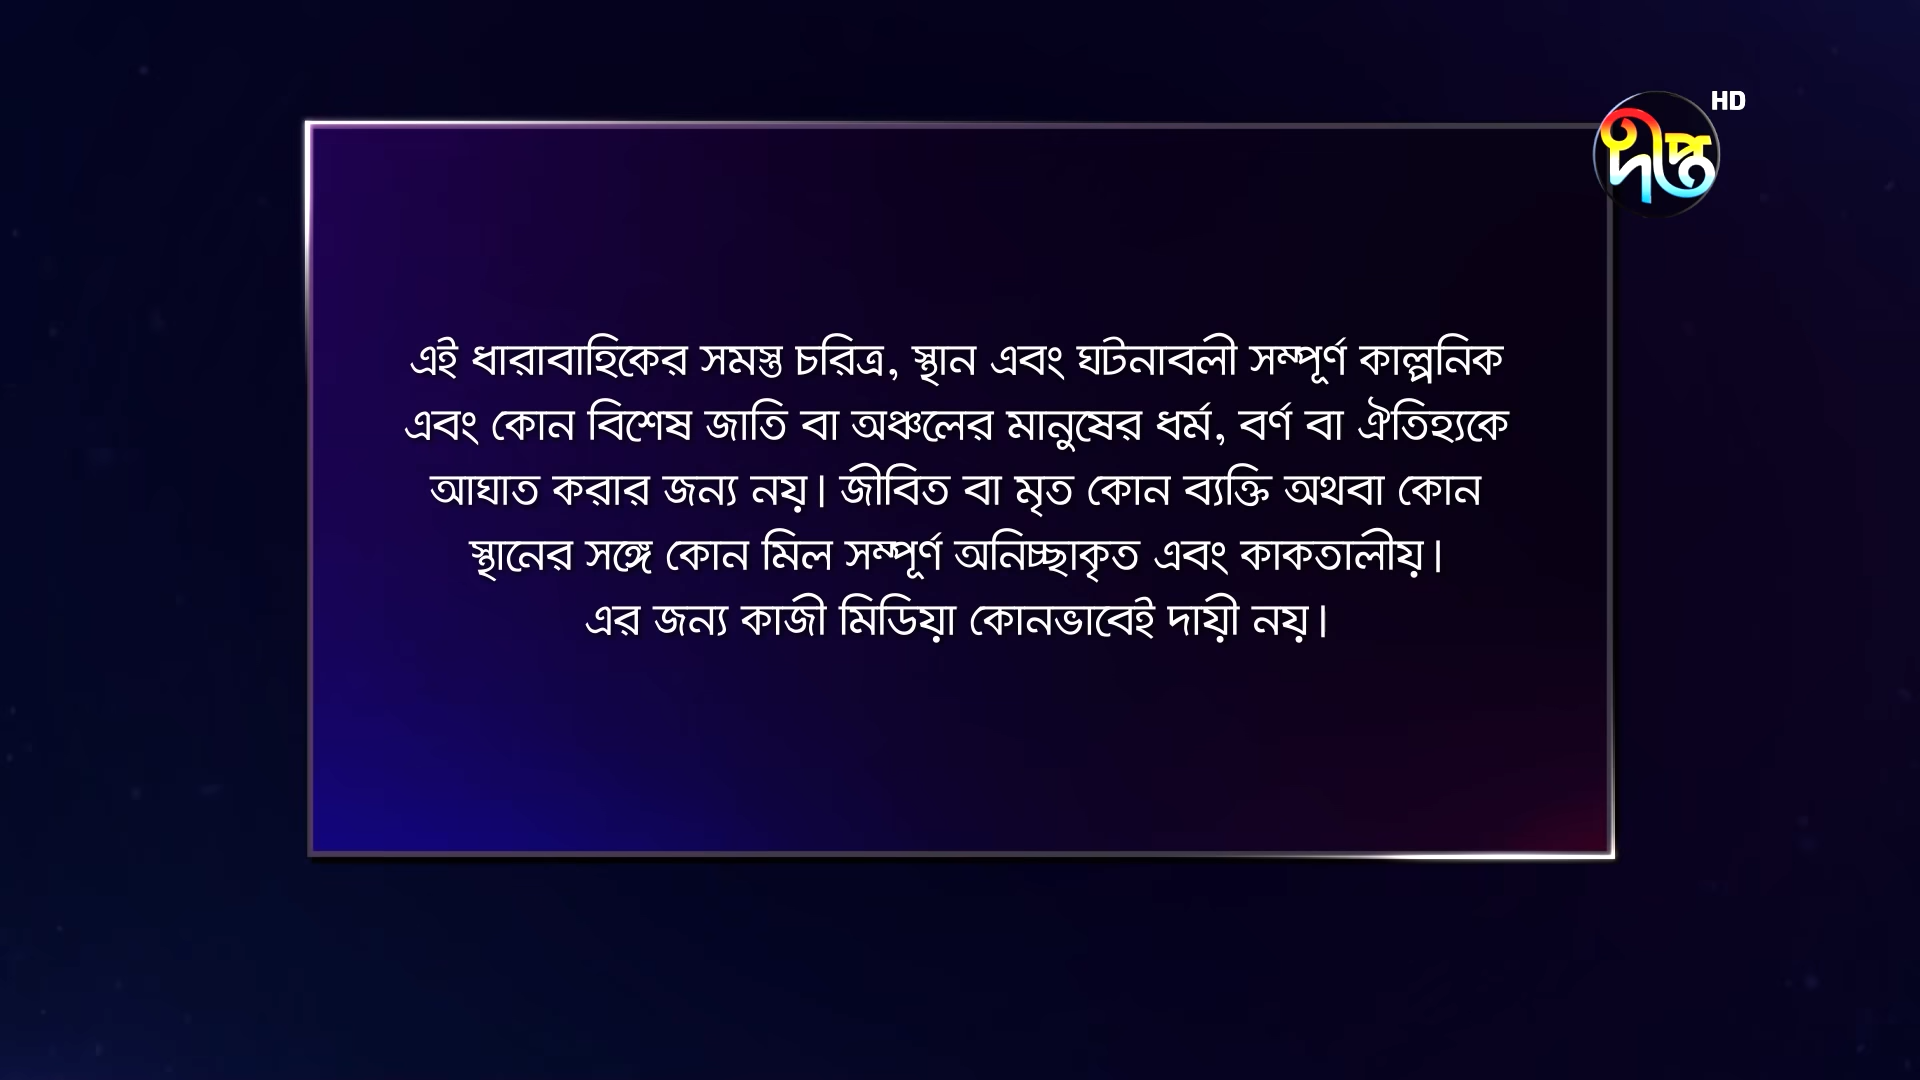 HD
দীপ্ত
এই ধারাবাহিকের সমস্ত চরিত্র, স্থান এবং ঘটনাবলী সম্পূর্ণ কাল্পনিক
এবং কোন বিশেষ জাতি বা অঞ্চলের মানুষের ধর্ম, বর্ণ বা ঐতিহ্যকে
আঘাত করার জন্য নয়। জীবিত বা মৃত কোন ব্যক্তি অথবা কোন
স্থানের সঙ্গে কোন মিল সম্পূর্ণ অনিচ্ছাকৃত এবং কাকতালীয়।
এর জন্য কাজী মিডিয়া কোনভাবেই দায়ী নয়।